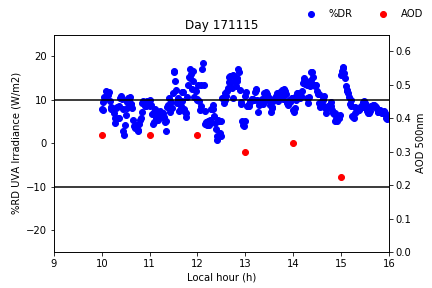 %DR AOD
Day 171115
%RD UVA Irradiance (W/m2)
20
10
0
−10
−20
0.6
0.5
0.4
0.3
0.2
0.1
0.0
AOD 500nm
9 10 11 12 13 14 15 16
Local hour (h)